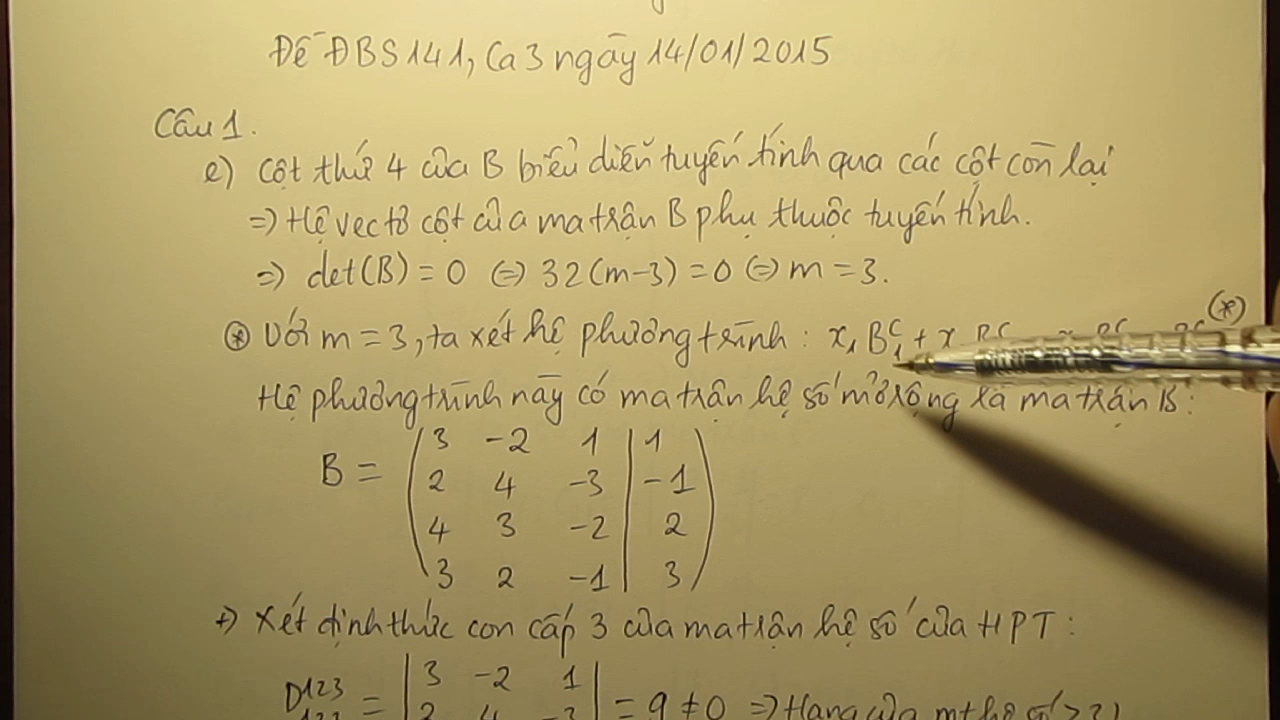 Đề ĐBS141, Ca 3 ngày 14/01/2015
Câu 1.
e) Cột thứ 4 của B biểu diễn tuyến tính qua các cột còn lại
=> Hệ vectơ cột của ma trận B phụ thuộc tuyến tính.
=> det(B) = 0 <=> 32(m-3) = 0 <=> m = 3.
⊛ Với m = 3, ta xét hệ phương trình: x₁B₁ᶜ + x (*)
Hệ phương trình này có ma trận hệ số mở rộng là ma trận B:
B = ( 3 -2 1 | 1 )
2 4 -3 | -1
4 3 -2 | 2
3 2 -1 | 3
+) Xét định thức con cấp 3 của ma trận hệ số của HPT:
D123 = | 3 -2 1 | = 9 ≠ 0 => Hạng của mt hệ số ≥ 3)
2 4 -3